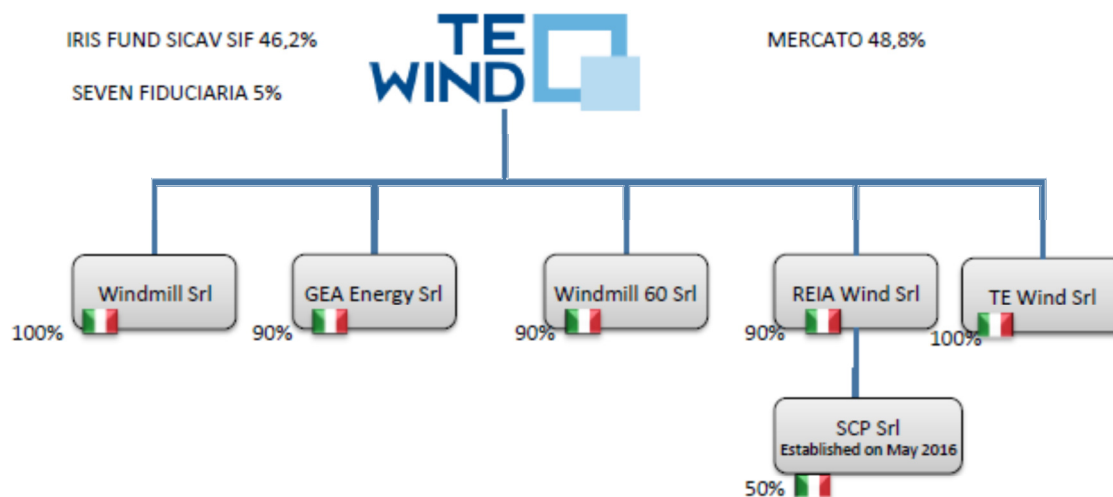 IRIS FUND SICAV SIF 46,2%
TE
WIND
MERCATO 48,8%
SEVEN FIDUCIARIA 5%
Windmill Srl
100%
GEA Energy Srl
90%
Windmill 60 Srl
90%
REIA Wind Srl
90%
TE Wind Srl
100%
SCP Srl
Established on May 2016
50%